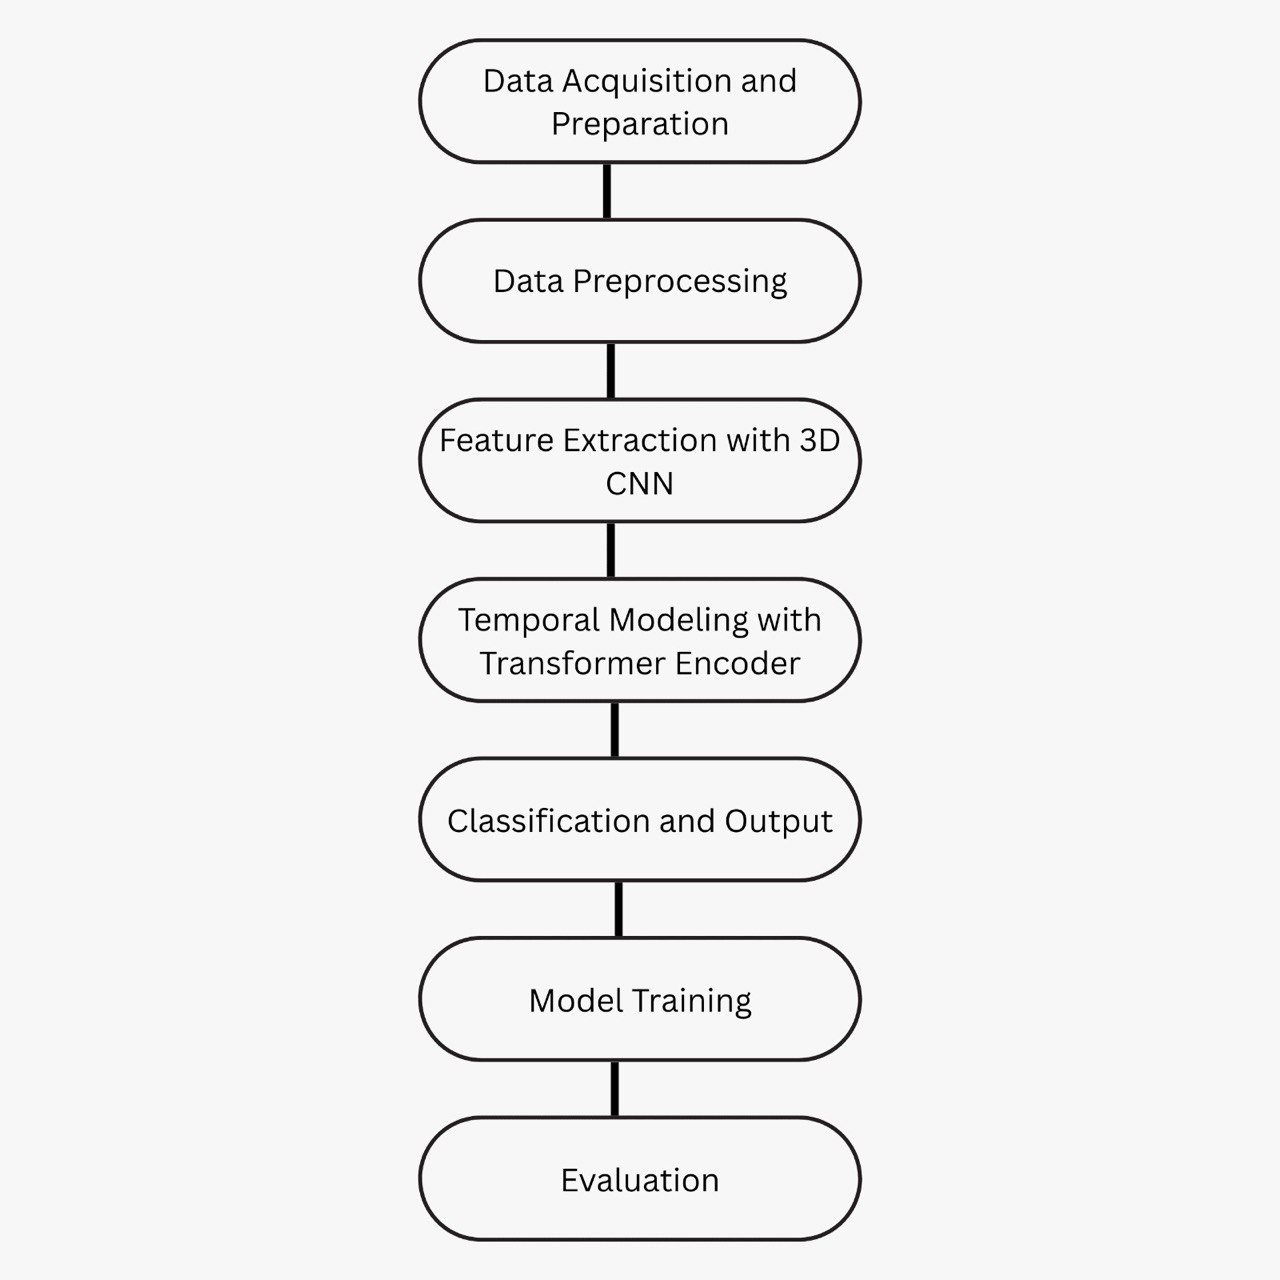 Data Acquisition and
Preparation
Data Preprocessing
Feature Extraction with 3D
CNN
Temporal Modeling with
Transformer Encoder
Classification and Output
Model Training
Evaluation